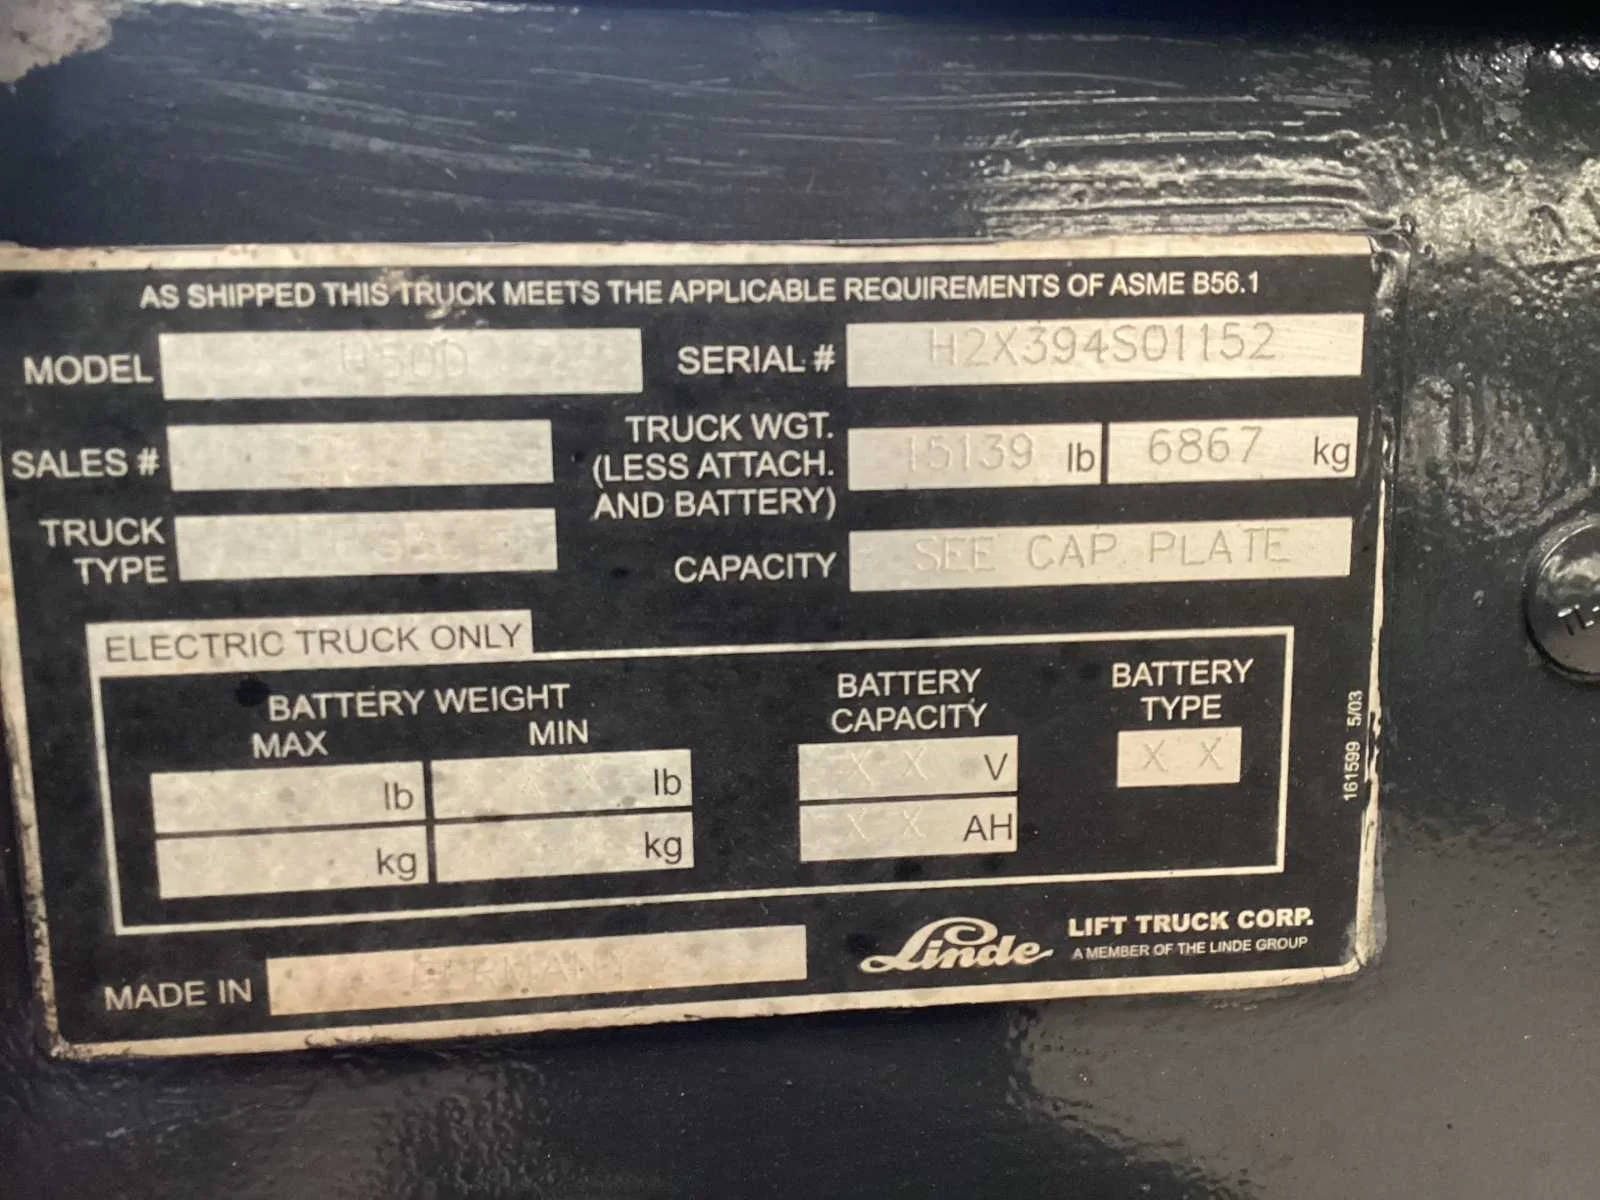 AS SHIPPED THIS TRUCK MEETS THE APPLICABLE REQUIREMENTS OF ASME B56.1
MODEL H50D
SERIAL # H2X394S01152
SALES #
TRUCK WGT. (LESS ATTACH. AND BATTERY) 15139 lb 6867 kg
TRUCK TYPE
CAPACITY SEE CAP. PLATE
ELECTRIC TRUCK ONLY
BATTERY WEIGHT
MAX MIN
lb lb
kg kg
BATTERY CAPACITY
X X V
X X AH
BATTERY TYPE
X X
161599 5/03
MADE IN GERMANY
Linde LIFT TRUCK CORP.
A MEMBER OF THE LINDE GROUP